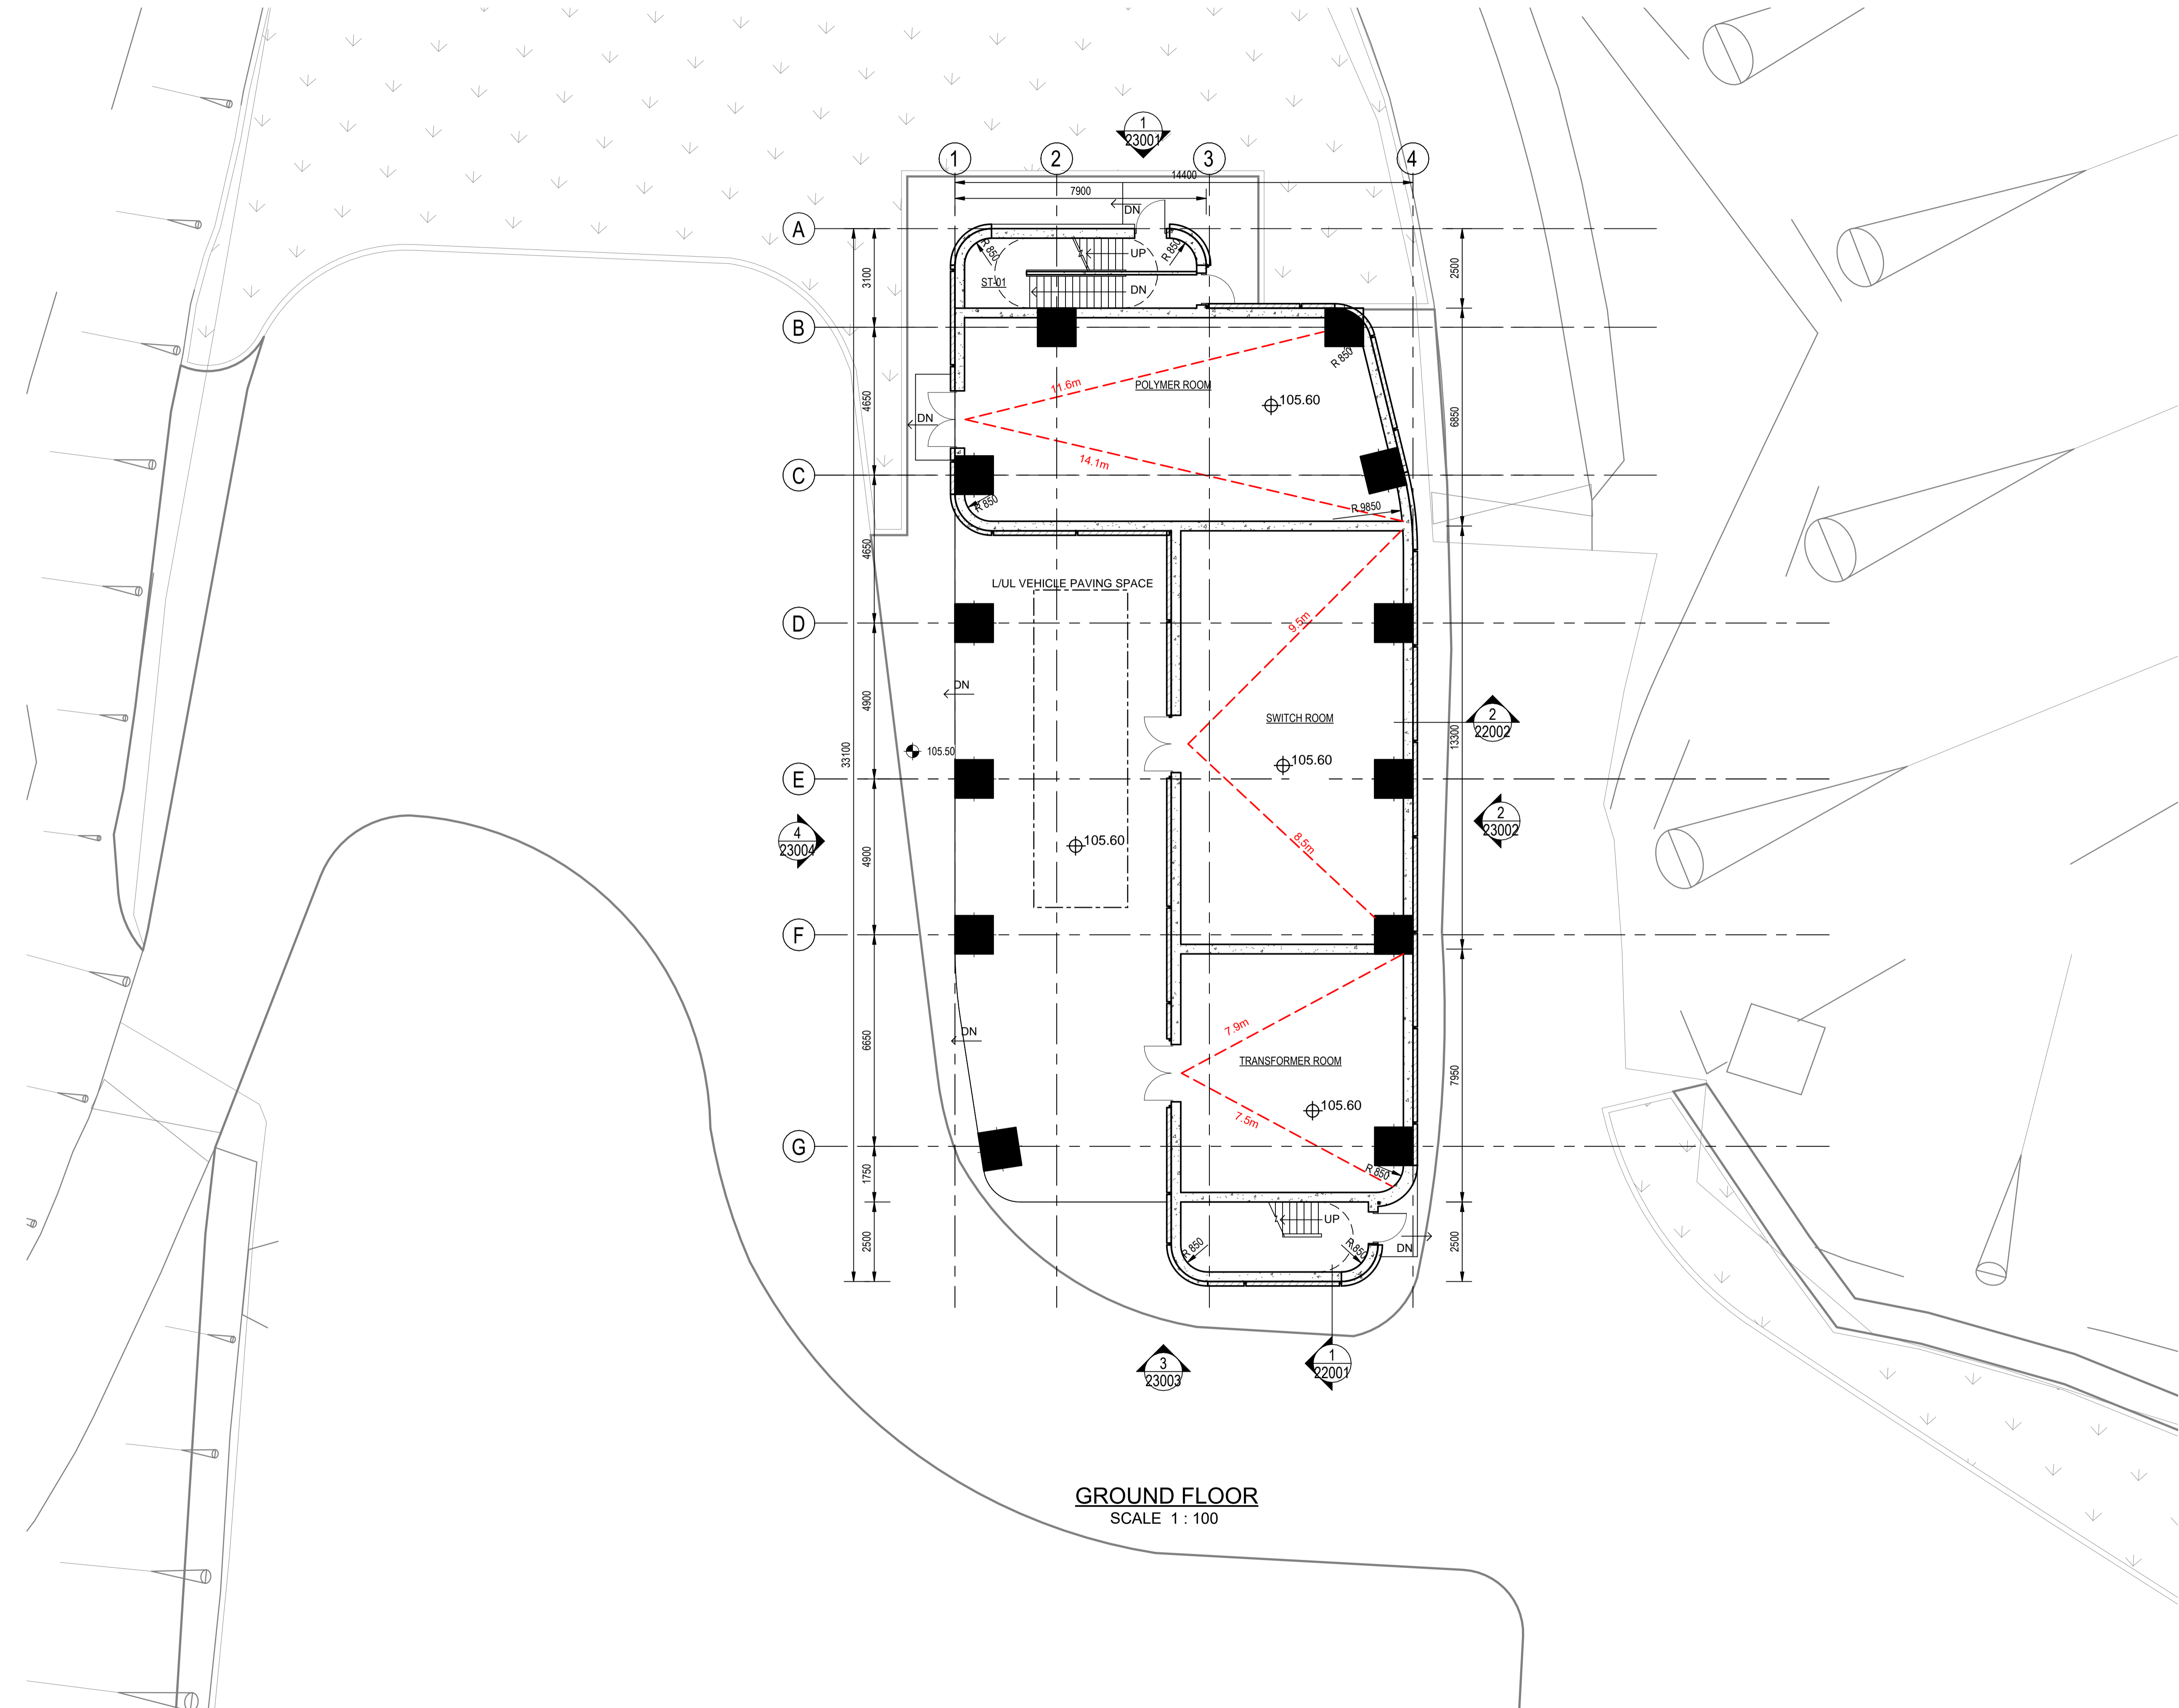 1
23001
1
2
3
4
14400
7900
DN
A
R 850
R 850
UP
ST-01
DN
3100
2500
B
R 850
11.6m
POLYMER ROOM
105.60
4650
6850
DN
14.1m
C
R 850
R 9850
4650
L/UL VEHICLE PAVING SPACE
D
9.5m
DN
4900
SWITCH ROOM
2
22002
33100
105.50
13300
105.60
E
2
23002
4
23004
105.60
8.5m
4900
F
7.9m
DN
6650
TRANSFORMER ROOM
7950
105.60
7.5m
G
R 850
1750
UP
2500
R 850
R 850
DN
2500
3
23003
1
22001
GROUND FLOOR
SCALE 1 : 100